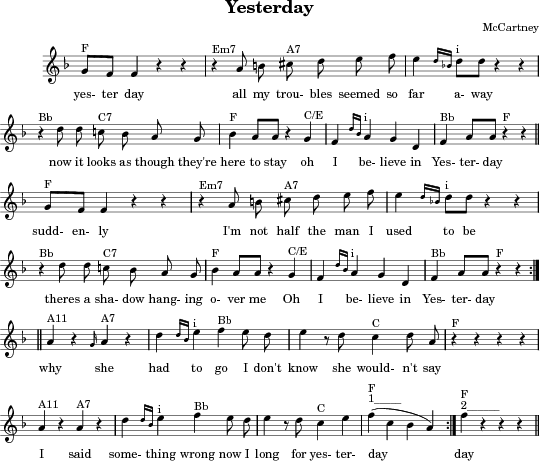 Yesterday
McCartney
F Em7 A7 i
yes- ter day all my trou- bles seemed so far a- way
Bb C7 F C/E i Bb F
now it looks as though they're here to stay oh I be- lieve in Yes- ter- day
F Em7 A7 i
sudd- en- ly I'm not half the man I used to be
Bb C7 F C/E i Bb F
theres a sha- dow hang- ing o- ver me Oh I be- lieve in Yes- ter- day
A11 A7 i Bb C F
why she had to go I don't know she would- n't say
A11 A7 i Bb C F F
1____ 2____
I said some- thing wrong now I long for yes- ter- day day